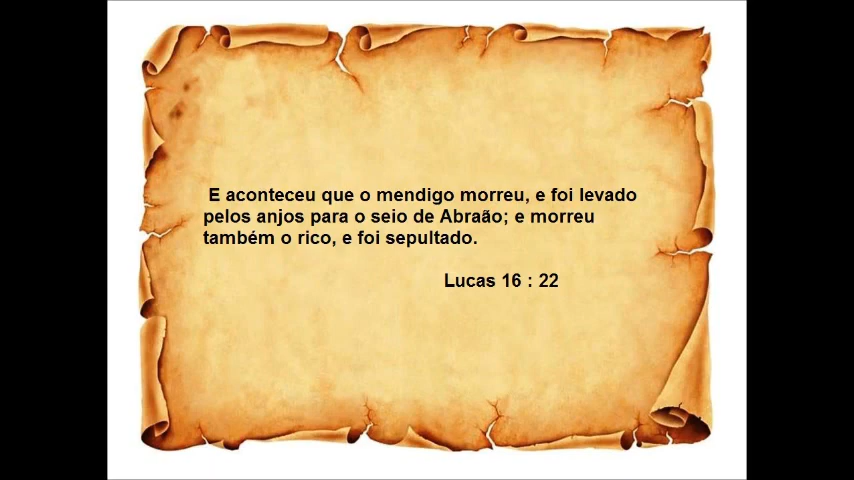 E aconteceu que o mendigo morreu, e foi levado
pelos anjos para o seio de Abraão; e morreu
também o rico, e foi sepultado.
Lucas 16 : 22